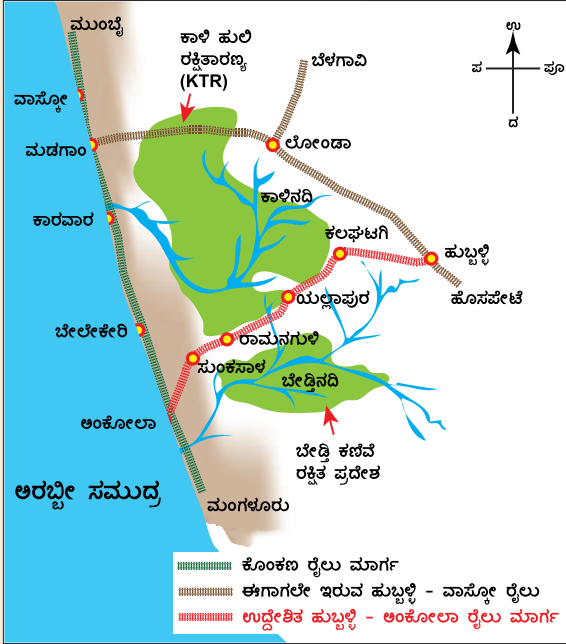 ಮುಂಬೈ
ಕಾಳಿ ಹುಲಿ
ರಕ್ಷಿತಾರಣ್ಯ
(KTR)
ಬೆಳಗಾವಿ
ಉ
ಪ
ಪೂ
ದ
ವಾಸ್ಕೋ
ಮಡಗಾಂ
ಲೋಂಡಾ
ಕಾಳಿನದಿ
ಕಾರವಾರ
ಕಲಘಟಗಿ
ಹುಬ್ಬಳ್ಳಿ
ಹೊಸಪೇಟೆ
ಯಲ್ಲಾಪುರ
ಬೇಲೇಕೇರಿ
ರಾಮನಗುಳಿ
ಸುಂಕಸಾಳ
ಬೇಡ್ತಿನದಿ
ಅಂಕೋಲಾ
ಬೇಡ್ತಿ ಕಣಿವೆ
ರಕ್ಷಿತ ಪ್ರದೇಶ
ಅರಬ್ಬೀ ಸಮುದ್ರ
ಮಂಗಳೂರು
ಕೊಂಕಣ ರೈಲು ಮಾರ್ಗ
ಈಗಾಗಲೇ ಇರುವ ಹುಬ್ಬಳ್ಳಿ - ವಾಸ್ಕೋ ರೈಲು
ಉದ್ದೇಶಿತ ಹುಬ್ಬಳ್ಳಿ - ಅಂಕೋಲಾ ರೈಲು ಮಾರ್ಗ